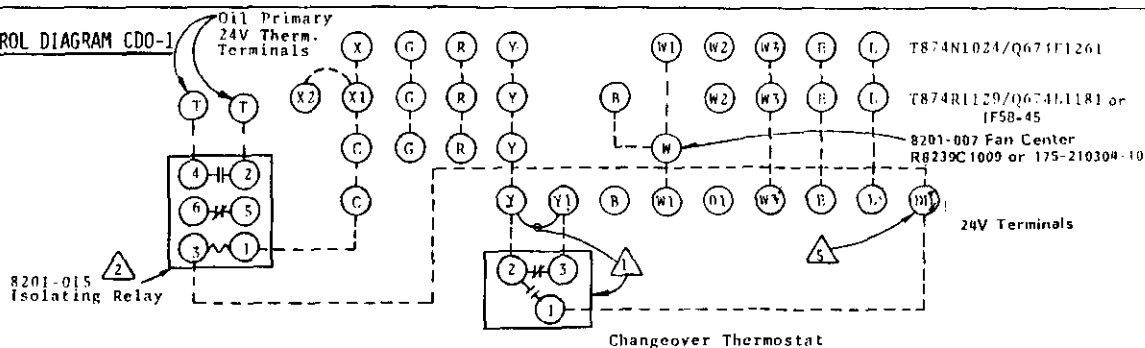 ROL DIAGRAM CDO-1
Oil Primary
24V Therm.
Terminals
X G R Y W1 W2 W3 E L T874N1024/Q674F1261
T T X2 X1 G R Y B W2 W3 E L T874R1129/Q674L1181 or
IF58-45
C G R Y W
8201-007 Fan Center
R8239C1009 or 175-210304-10
4 2
6 5
3 1
C Y Y1 B W1 O1 W3 E L
24V Terminals
5
1
2 3
1
8201-015 2
Isolating Relay
Changeover Thermostat